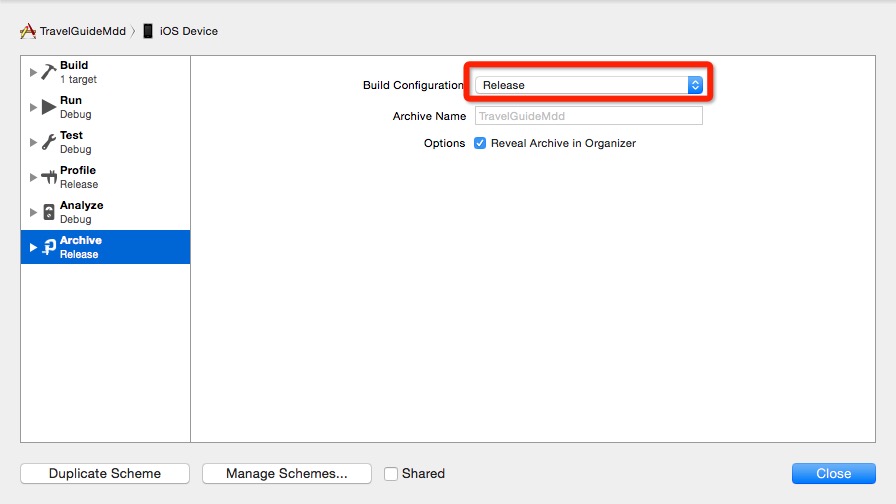 TravelGuideMdd 〉 iOS Device
Build
1 target
Run
Debug
Test
Debug
Profile
Release
Analyze
Debug
Archive
Release
Build Configuration Release
Archive Name TravelGuideMdd
Options Reveal Archive in Organizer
Duplicate Scheme Manage Schemes... Shared Close